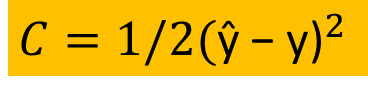 C = 1/2(ŷ – y)²